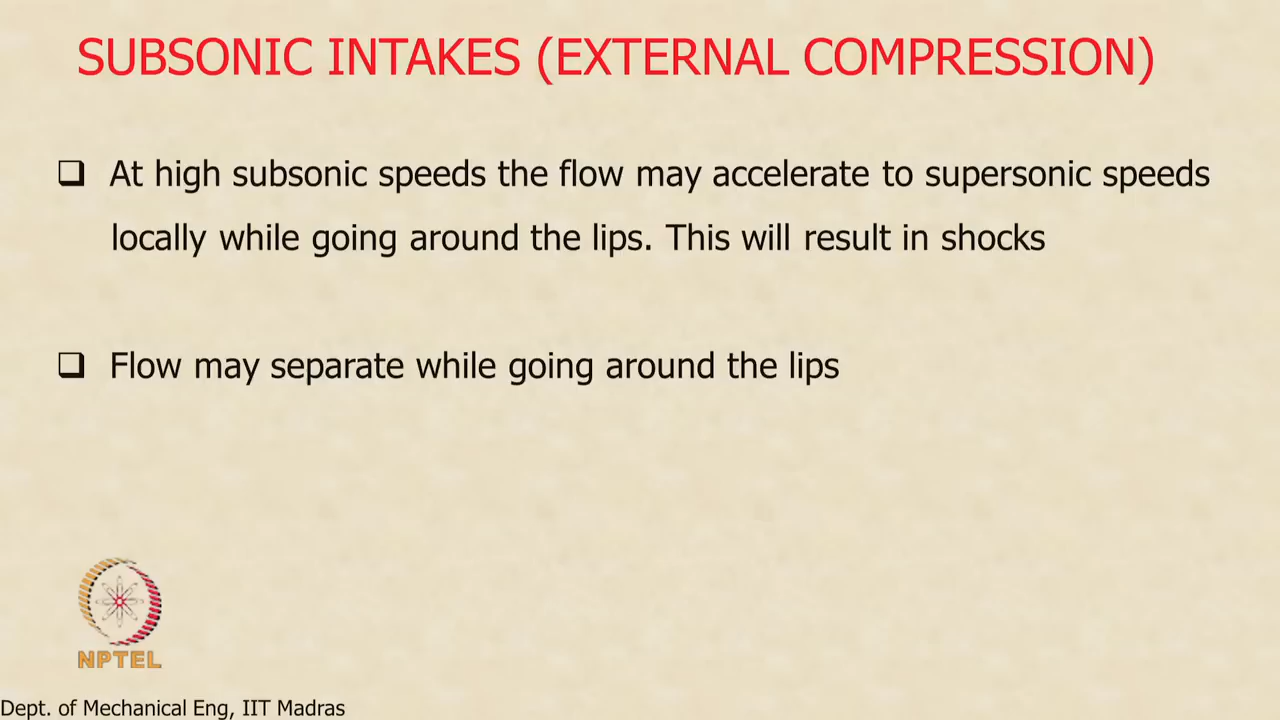 SUBSONIC INTAKES (EXTERNAL COMPRESSION)
At high subsonic speeds the flow may accelerate to supersonic speeds
locally while going around the lips. This will result in shocks
Flow may separate while going around the lips
NPTEL
Dept. of Mechanical Eng, IIT Madras